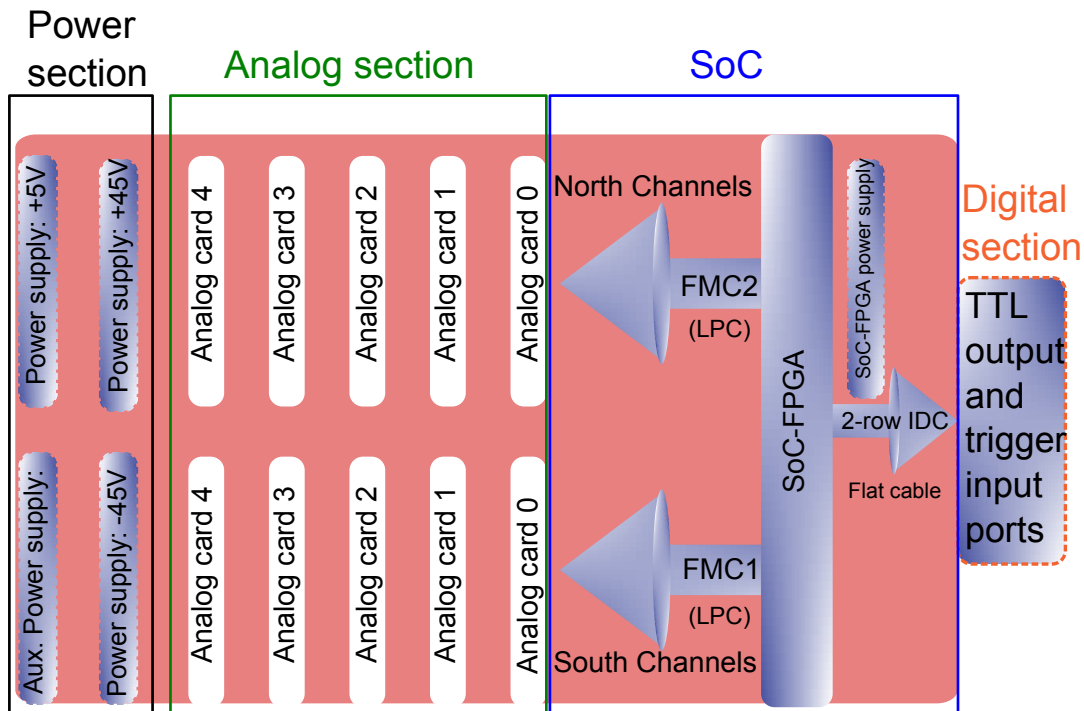 Power
section
Analog section
SoC
Digital
section
Power supply: +5V
Power supply: +45V
Analog card 4
Analog card 3
Analog card 2
Analog card 1
Analog card 0
North Channels
FMC2
(LPC)
SoC-FPGA
SoC-FPGA power supply
2-row IDC
Flat cable
TTL
output
and
trigger
input
ports
Aux. Power supply:
Power supply: -45V
Analog card 4
Analog card 3
Analog card 2
Analog card 1
Analog card 0
FMC1
(LPC)
South Channels